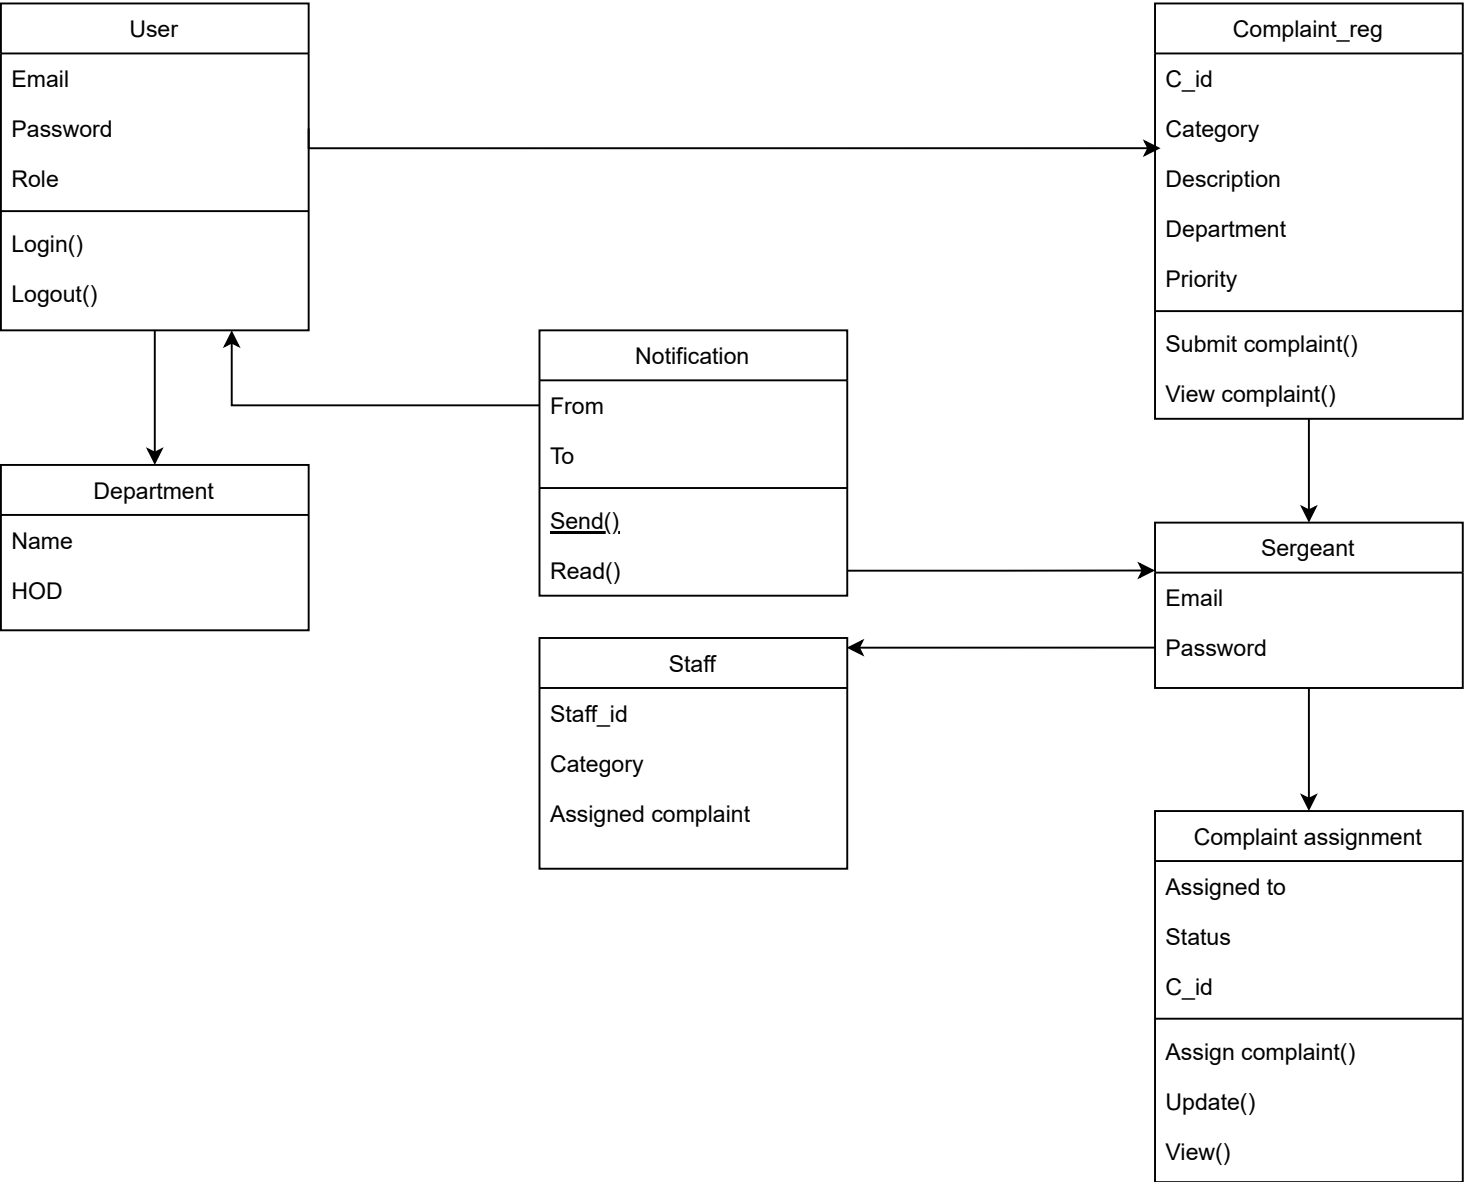 User
Email
Password
Role
Login()
Logout()
Complaint_reg
C_id
Category
Description
Department
Priority
Submit complaint()
View complaint()
Notification
From
To
Send()
Read()
Department
Name
HOD
Sergeant
Email
Password
Staff
Staff_id
Category
Assigned complaint
Complaint assignment
Assigned to
Status
C_id
Assign complaint()
Update()
View()